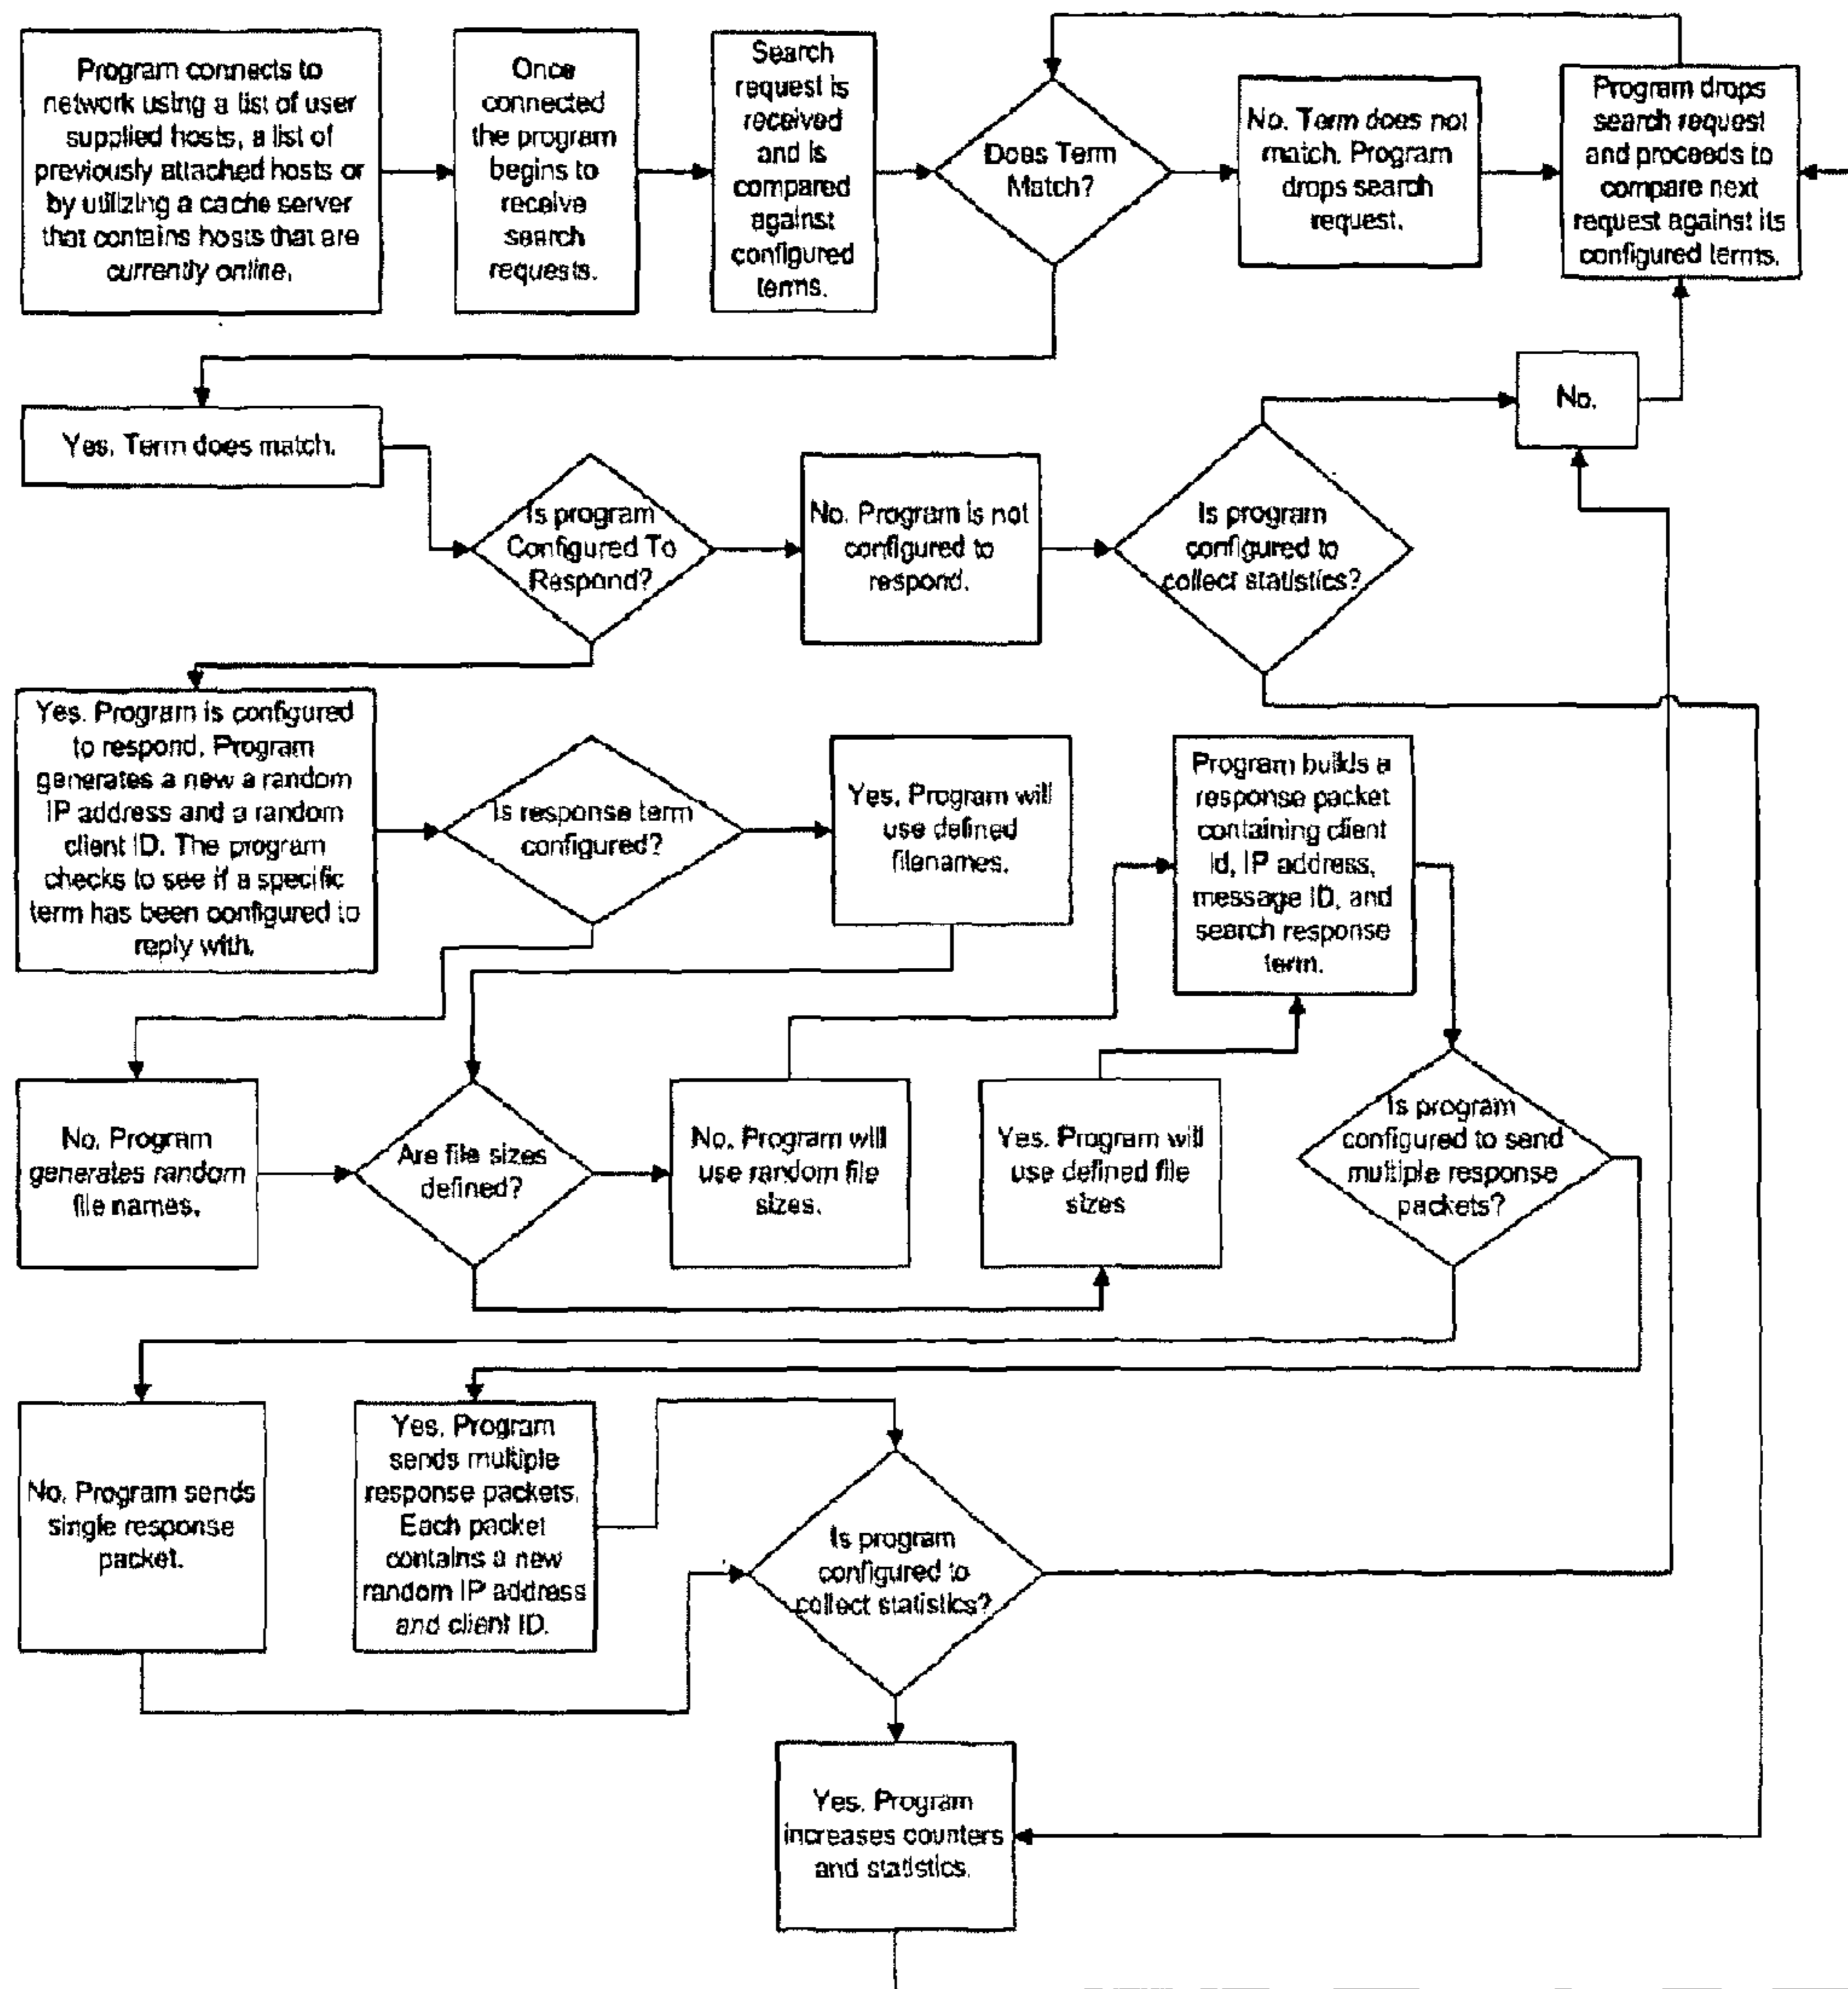 Program connects to
network using a list of user
supplied hosts, a list of
previously attached hosts or
by utilizing a cache server
that contains hosts that are
currently online.
Once
connected
the program
begins to
receive
search
requests.
Search
request is
received
and is
compared
against
configured
terms.
Does Term
Match?
No. Term does not
match. Program
drops search
request.
Program drops
search request
and proceeds to
compare next
request against its
configured terms.
Yes. Term does match.
Is program
Configured To
Respond?
No. Program is not
configured to
respond.
Is program
configured to
collect statistics?
No.
Yes. Program is configured
to respond. Program
generates a new a random
IP address and a random
client ID. The program
checks to see if a specific
term has been configured to
reply with.
Is response term
configured?
Yes. Program will
use defined
filenames.
Program builds a
response packet
containing client
id, IP address,
message ID, and
search response
term.
No. Program
generates random
file names.
Are file sizes
defined?
No. Program will
use random file
sizes.
Yes. Program will
use defined file
sizes
Is program
configured to send
multiple response
packets?
No. Program sends
single response
packet.
Yes. Program
sends multiple
response packets.
Each packet
contains a new
random IP address
and client ID.
Is program
configured to
collect statistics?
Yes. Program
increases counters
and statistics.